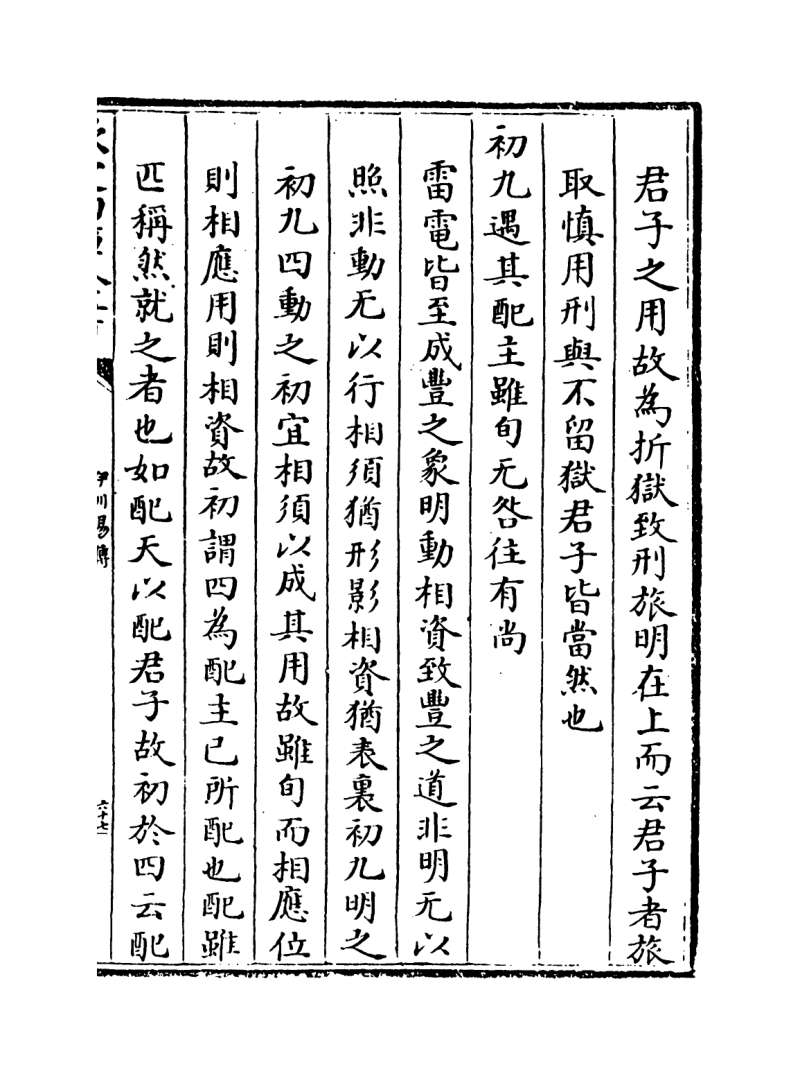 君子之用故為折獄致刑旅明在上而云君子者旅
取慎用刑與不留獄君子皆當然也
初九遇其配主雖旬无咎往有尚
雷電皆至成豐之象明動相資致豐之道非明无以
照非動无以行相須猶形影相資猶表裏初九明之
初九四動之初宜相須以成其用故雖旬而相應位
則相應用則相資故初謂四為配主已所配也配雖
匹稱然就之者也如配天以配君子故初於四云配
伊川易傳
六十七